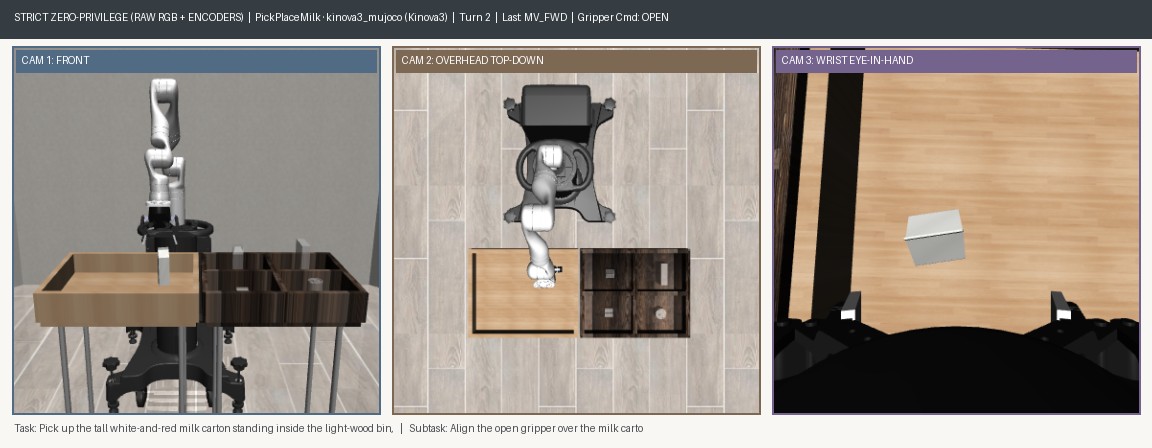 STRICT ZERO-PRIVILEGE (RAW RGB + ENCODERS) | PickPlaceMilk · kinova3_mujoco (Kinova3) | Turn 2 | Last: MV_FWD | Gripper Cmd: OPEN
CAM 1: FRONT
CAM 2: OVERHEAD TOP-DOWN
CAM 3: WRIST EYE-IN-HAND
Task: Pick up the tall white-and-red milk carton standing inside the light-wood bin, | Subtask: Align the open gripper over the milk carto